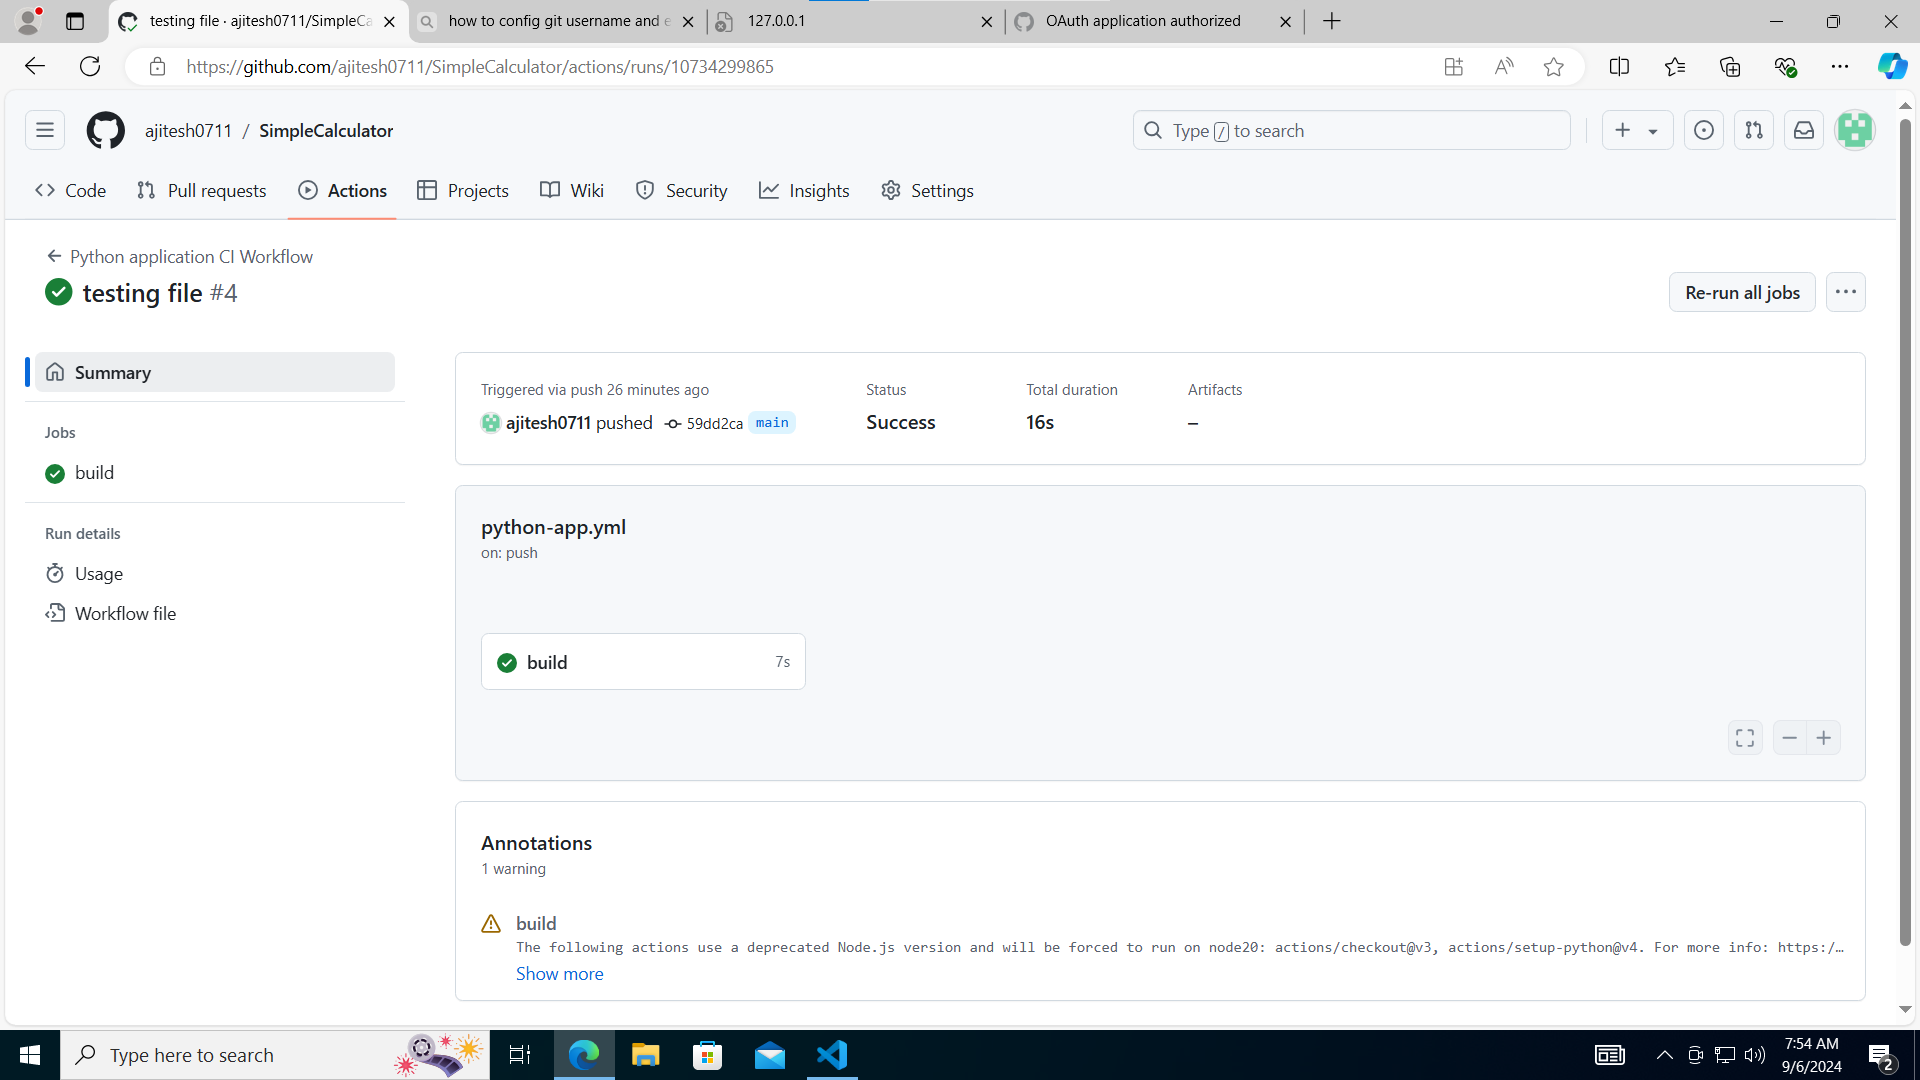 testing file · ajitesh0711/SimpleCa
how to config git username and e
127.0.0.1
OAuth application authorized
https://github.com/ajitesh0711/SimpleCalculator/actions/runs/10734299865
ajitesh0711 / SimpleCalculator
Type / to search
Code
Pull requests
Actions
Projects
Wiki
Security
Insights
Settings
Python application CI Workflow
testing file #4
Re-run all jobs
Summary
Jobs
build
Run details
Usage
Workflow file
Triggered via push 26 minutes ago
ajitesh0711 pushed 59dd2ca main
Status
Success
Total duration
16s
Artifacts
–
python-app.yml
on: push
build 7s
Annotations
1 warning
build
The following actions use a deprecated Node.js version and will be forced to run on node20: actions/checkout@v3, actions/setup-python@v4. For more info: https:/…
Show more
Type here to search
7:54 AM
9/6/2024
2